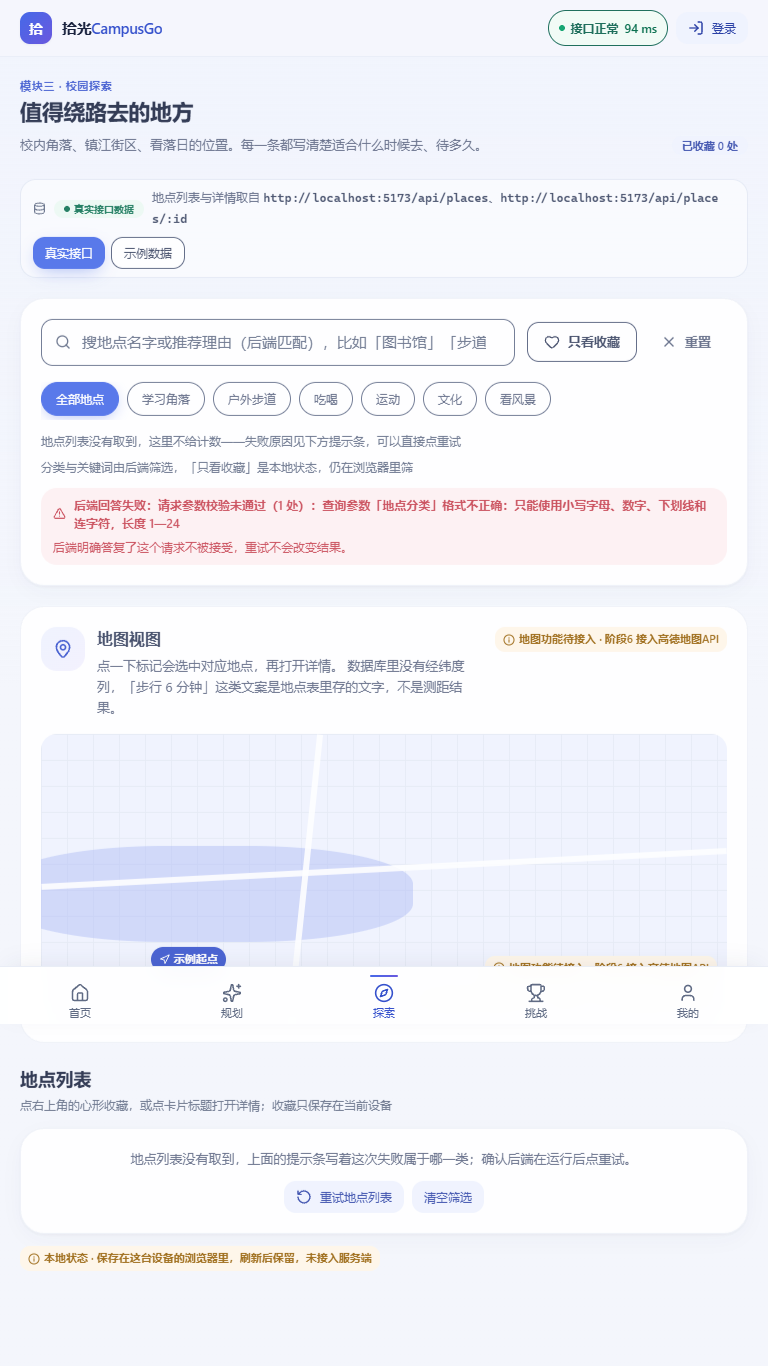 拾 拾光CampusGo
接口正常 94 ms
登录
模块三 · 校园探索
值得绕路去的地方
校内角落、镇江街区、看落日的位置。每一条都写清楚适合什么时候去、待多久。
已收藏 0 处
真实接口数据
地点列表与详情取自 http://localhost:5173/api/places、http://localhost:5173/api/place
s/:id
真实接口
示例数据
搜地点名字或推荐理由（后端匹配），比如「图书馆」「步道
只看收藏
重置
全部地点
学习角落
户外步道
吃喝
运动
文化
看风景
地点列表没有取到，这里不给计数——失败原因见下方提示条，可以直接点重试
分类与关键词由后端筛选，「只看收藏」是本地状态，仍在浏览器里筛
后端回答失败：请求参数校验未通过（1 处）：查询参数「地点分类」格式不正确：只能使用小写字母、数字、下划线和
连字符，长度 1—24
后端明确答复了这个请求不被接受，重试不会改变结果。
地图视图
地图功能待接入 · 阶段6 接入高德地图API
点一下标记会选中对应地点，再打开详情。 数据库里没有经纬度
列，「步行 6 分钟」这类文案是地点表里存的文字，不是测距结
果。
示例起点
地图功能待接入 · 阶段6 接入高德地图API
首页
规划
探索
挑战
我的
地点列表
点右上角的心形收藏，或点卡片标题打开详情；收藏只保存在当前设备
地点列表没有取到，上面的提示条写着这次失败属于哪一类；确认后端在运行后点重试。
重试地点列表
清空筛选
本地状态 · 保存在这台设备的浏览器里，刷新后保留，未接入服务端